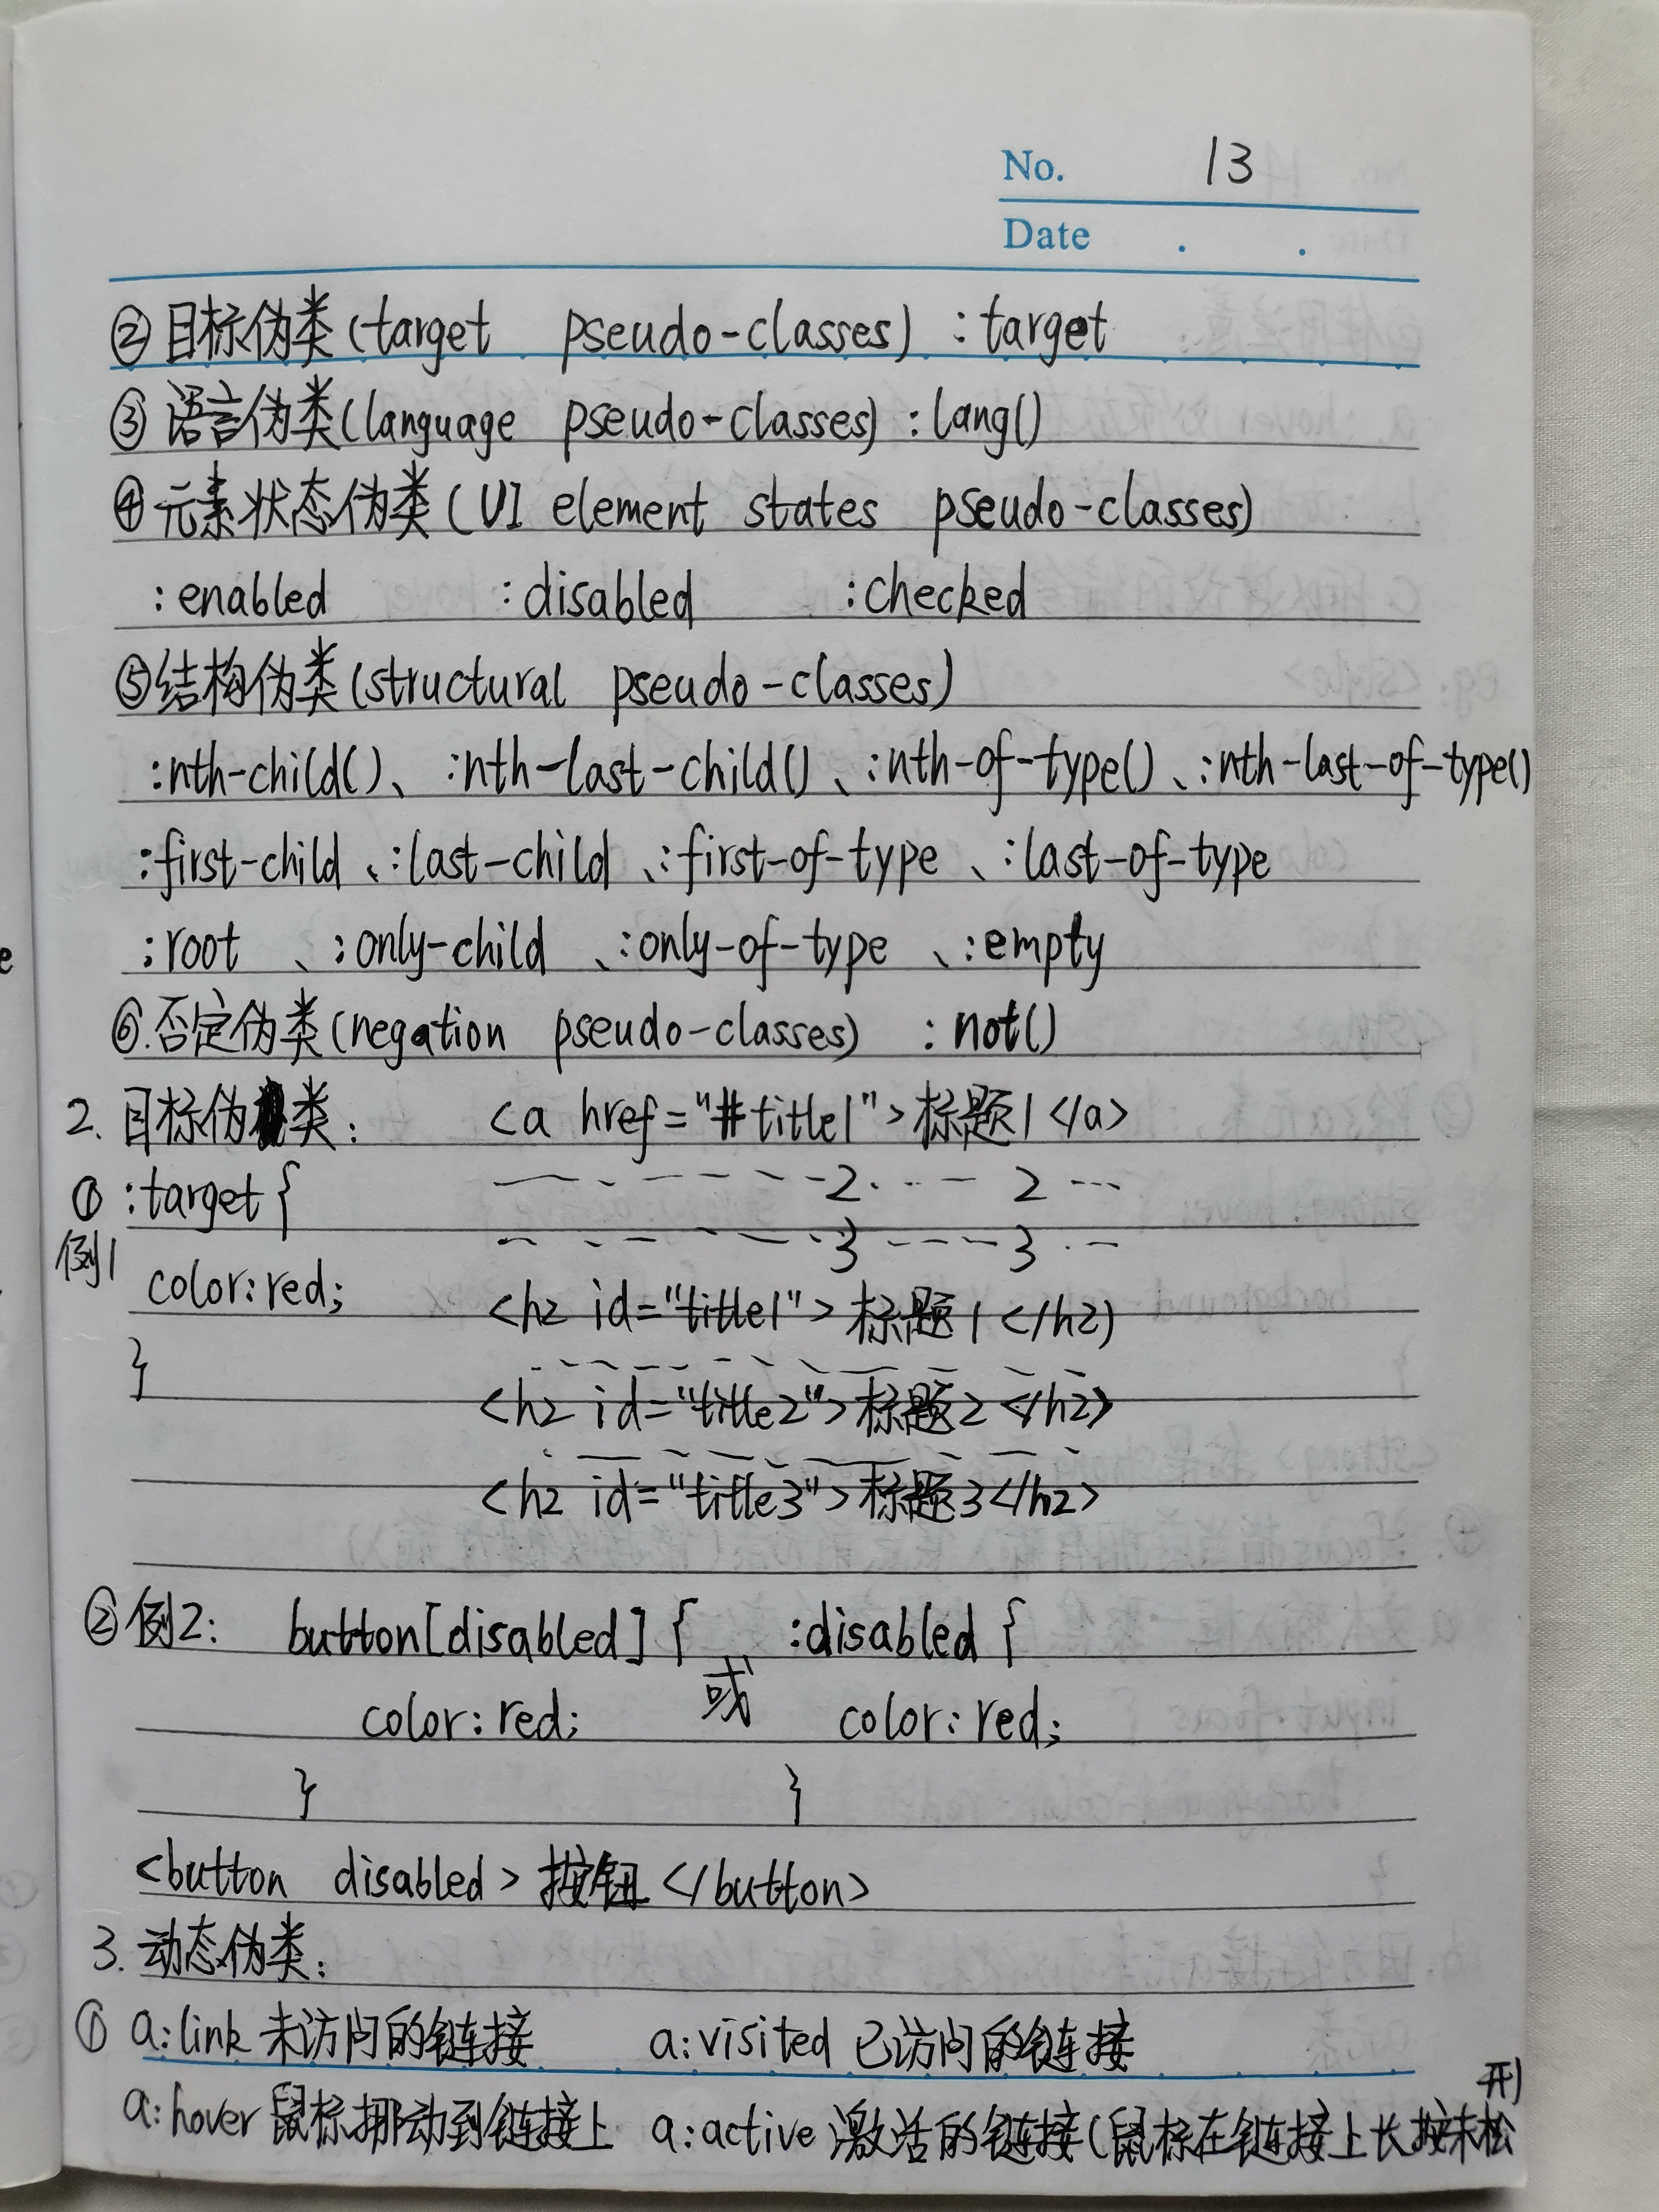 No. 13
Date . .
②目标伪类(target pseudo-classes) :target
③语言伪类(language pseudo-classes) :lang()
④元素状态伪类(UI element states pseudo-classes)
:enabled :disabled :checked
⑤结构伪类(structural pseudo-classes)
:nth-child()、:nth-last-child()、:nth-of-type()、:nth-last-of-type()
:first-child、:last-child、:first-of-type、:last-of-type
:root、:only-child、:only-of-type、:empty
⑥.否定伪类(negation pseudo-classes) :not()
2. 目标伪类: <a href="#title1">标题1</a>
① :target{ 2 2
例1 3 3
color:red; <h2 id="title1">标题1</h2)
}
<h2 id="title2">标题2</h2>
<h2 id="title3">标题3</h2>
②例2: button[disabled]{ 或 :disabled{
color:red; color:red;
} }
<button disabled>按钮</button>
3.动态伪类:
① a:link 未访问的链接 a:visited 已访问的链接
a:hover 鼠标挪动到链接上 a:active 激活的链接(鼠标在链接上长按未松开)